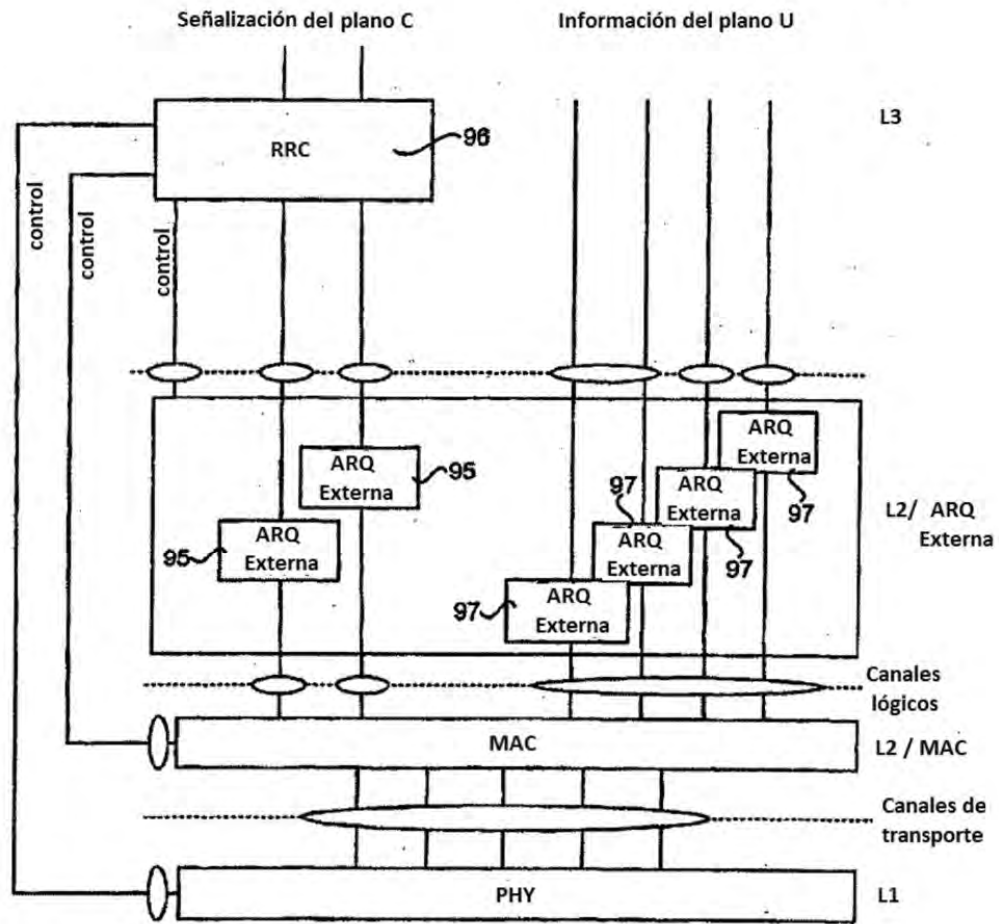 Señalización del plano C
Información del plano U
L3
RRC
96
control
control
control
ARQ
Externa
95
ARQ
Externa
95
ARQ
Externa
97
ARQ
Externa
97
ARQ
Externa
97
ARQ
Externa
97
L2/ ARQ
Externa
Canales
lógicos
MAC
L2 / MAC
Canales de
transporte
PHY
L1